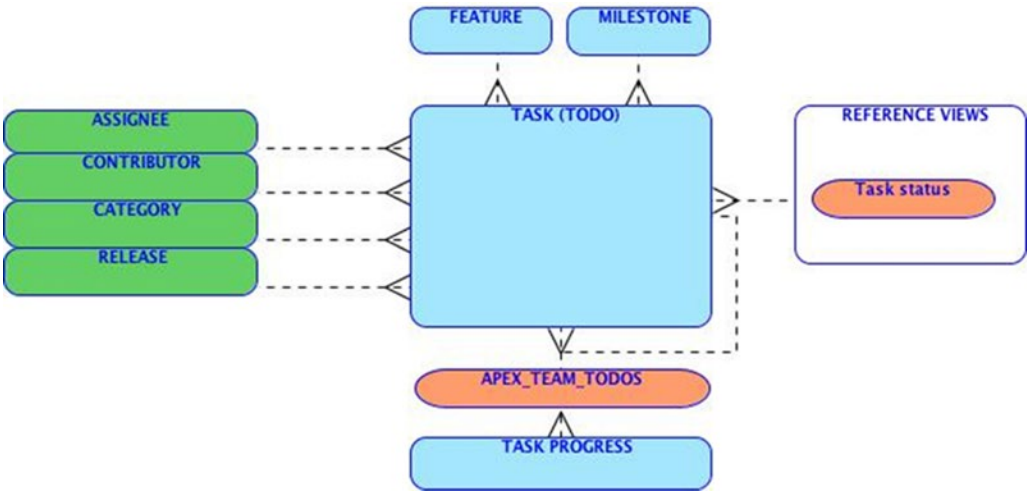 FEATURE
MILESTONE
ASSIGNEE
CONTRIBUTOR
CATEGORY
RELEASE
TASK (TODO)
REFERENCE VIEWS
Task status
APEX_TEAM_TODOS
TASK PROGRESS